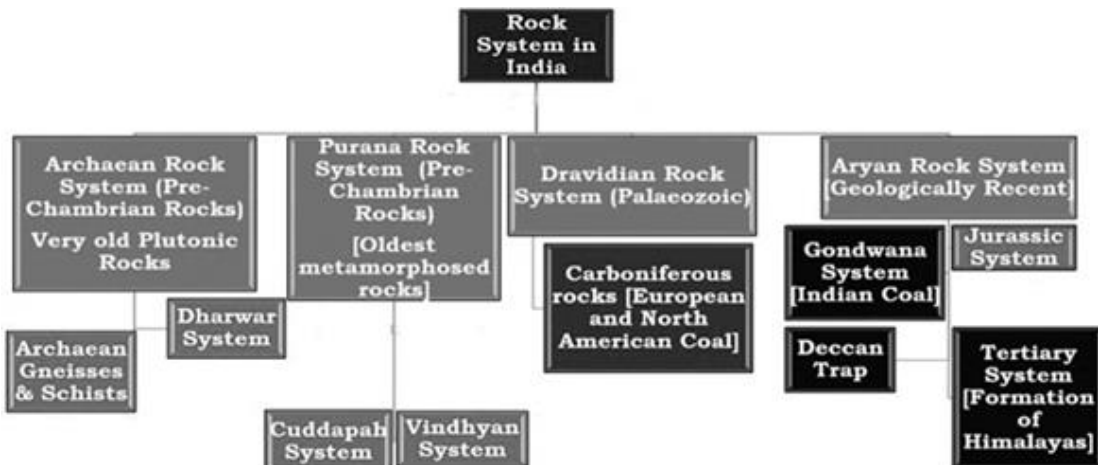 Rock
System in
India
Archaean Rock
System (Pre-
Chambrian Rocks)
Very old Plutonic
Rocks
Purana Rock
System (Pre-
Chambrian
Rocks)
[Oldest
metamorphosed
rocks]
Dravidian Rock
System (Palaeozoic)
Aryan Rock System
[Geologically Recent]
Archaean
Gneisses
& Schists
Dharwar
System
Cuddapah
System
Vindhyan
System
Carboniferous
rocks [European
and North
American Coal]
Gondwana
System
[Indian Coal]
Jurassic
System
Deccan
Trap
Tertiary
System
[Formation
of
Himalayas]